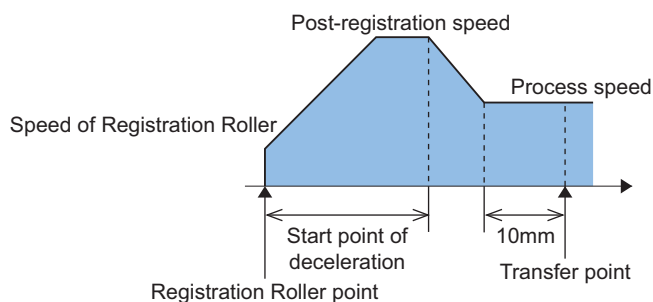 Post-registration speed
Process speed
Speed of Registration Roller
Start point of
deceleration
10mm
Transfer point
Registration Roller point